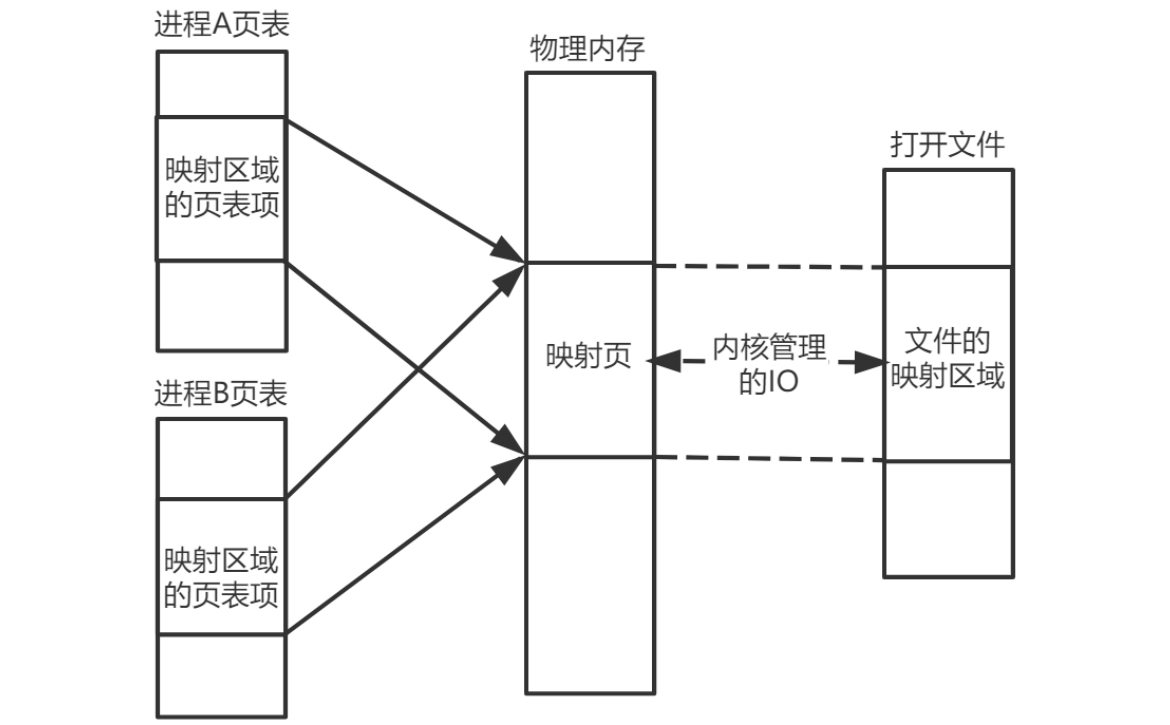 进程A页表
映射区域
的页表项
进程B页表
映射区域
的页表项
物理内存
映射页
内核管理
的IO
打开文件
文件的
映射区域